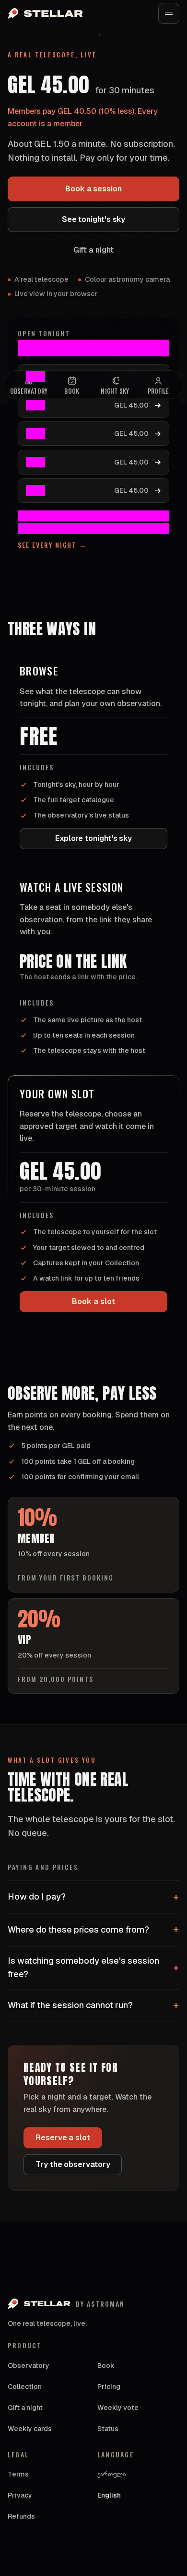 STELLAR
A REAL TELESCOPE, LIVE
GEL 45.00 for 30 minutes
Members pay GEL 40.50 (10% less). Every
account is a member.
About GEL 1.50 a minute. No subscription.
Nothing to install. Pay only for your time.
Book a session
See tonight's sky
Gift a night
A real telescope
Colour astronomy camera
Live view in your browser
OPEN TONIGHT
OBSERVATORY
BOOK
NIGHT SKY
PROFILE
GEL 45.00 →
GEL 45.00 →
GEL 45.00 →
GEL 45.00 →
SEE EVERY NIGHT →
THREE WAYS IN
BROWSE
See what the telescope can show
tonight, and plan your own observation.
FREE
INCLUDES
Tonight's sky, hour by hour
The full target catalogue
The observatory's live status
Explore tonight's sky
WATCH A LIVE SESSION
Take a seat in somebody else's
observation, from the link they share
with you.
PRICE ON THE LINK
The host sends a link with the price.
INCLUDES
The same live picture as the host
Up to ten seats in each session
The telescope stays with the host
YOUR OWN SLOT
Reserve the telescope, choose an
approved target and watch it come in
live.
GEL 45.00
per 30-minute session
INCLUDES
The telescope to yourself for the slot
Your target slewed to and centred
Captures kept in your Collection
A watch link for up to ten friends
Book a slot
OBSERVE MORE, PAY LESS
Earn points on every booking. Spend them on
the next one.
5 points per GEL paid
100 points take 1 GEL off a booking
100 points for confirming your email
10%
MEMBER
10% off every session
FROM YOUR FIRST BOOKING
20%
VIP
20% off every session
FROM 20,000 POINTS
WHAT A SLOT GIVES YOU
TIME WITH ONE REAL
TELESCOPE.
The whole telescope is yours for the slot.
No queue.
PAYING AND PRICES
How do I pay? +
Where do these prices come from? +
Is watching somebody else's session
free? +
What if the session cannot run? +
READY TO SEE IT FOR
YOURSELF?
Pick a night and a target. Watch the
real sky from anywhere.
Reserve a slot
Try the observatory
STELLAR BY ASTROMAN
One real telescope, live.
PRODUCT
Observatory
Book
Collection
Pricing
Gift a night
Weekly vote
Weekly cards
Status
LEGAL
LANGUAGE
Terms
ქართული
Privacy
English
Refunds